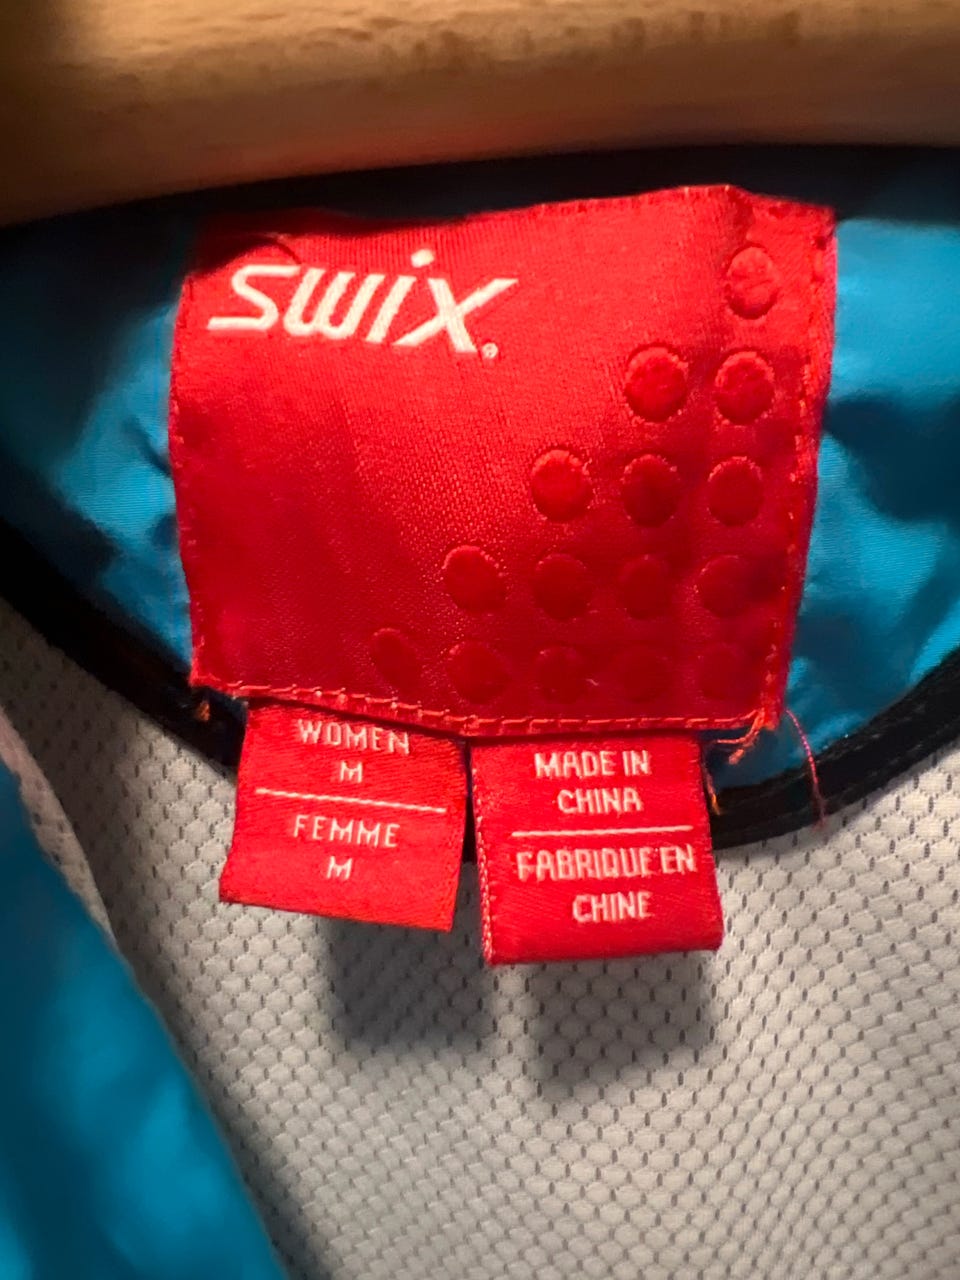 swix®
WOMEN
M
FEMME
M
MADE IN
CHINA
FABRIQUE EN
CHINE